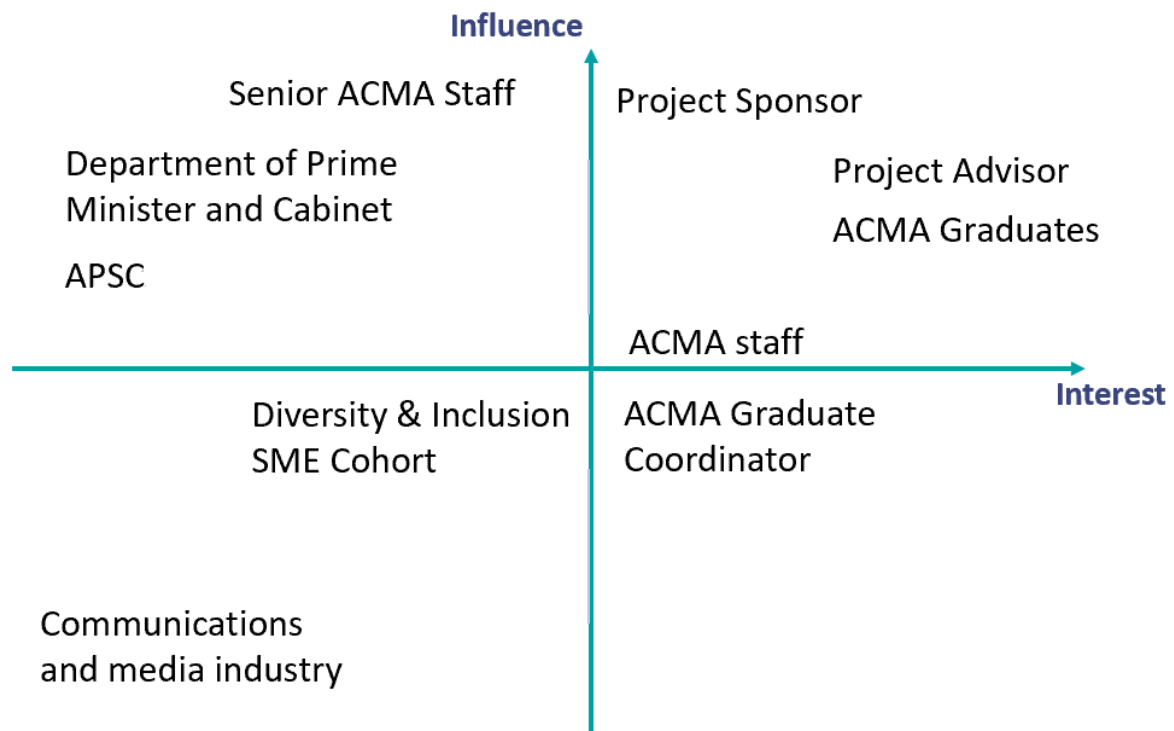 Influence
Senior ACMA Staff
Project Sponsor
Department of Prime
Minister and Cabinet
Project Advisor
ACMA Graduates
APSC
ACMA staff
Interest
Diversity & Inclusion
SME Cohort
ACMA Graduate
Coordinator
Communications
and media industry